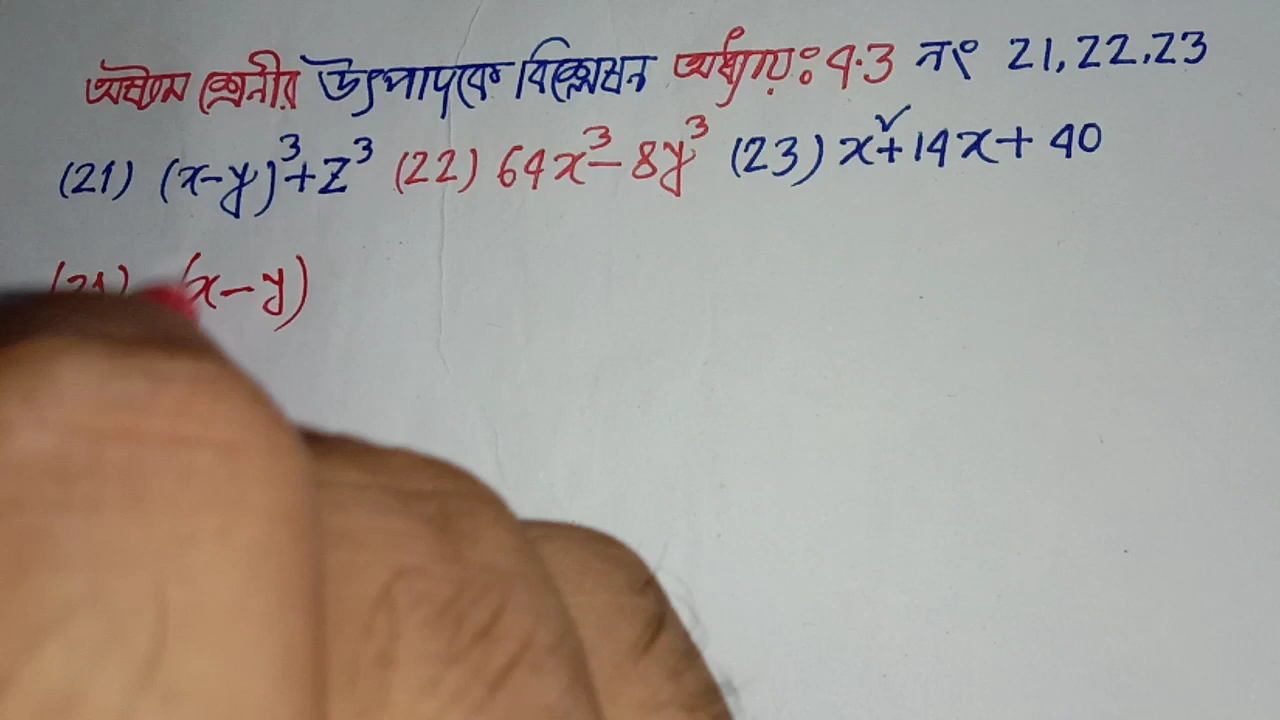 অষ্টম শ্রেনীর উৎপাদকে বিশ্লেষন অধ্যায়ঃ 4.3 নং 21,22,23
(21) (x-y)³+z³ (22) 64x³-8y³ (23) x²+14x+40
(21) (x-y)